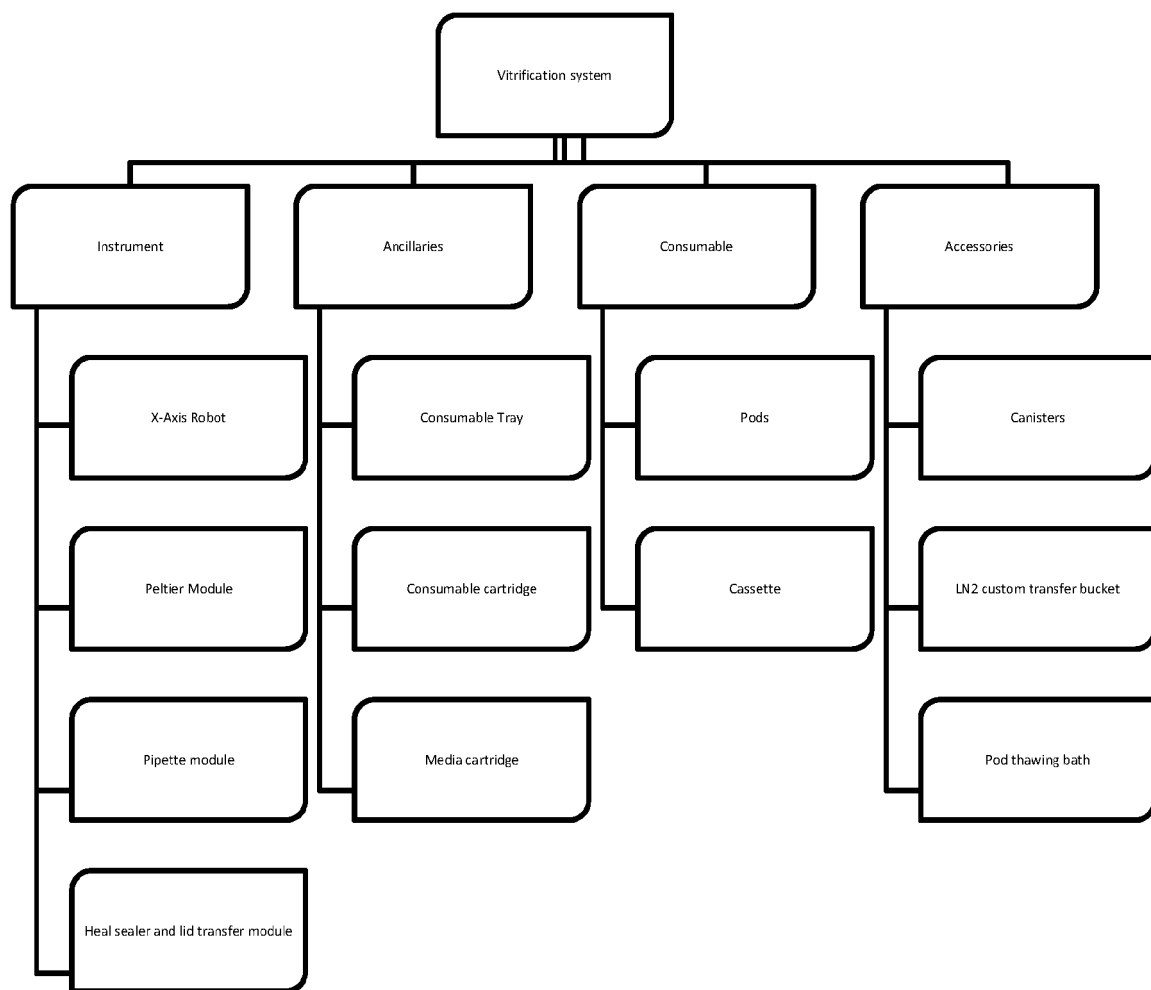 Vitrification system
Instrument
Ancillaries
Consumable
Accessories
X-Axis Robot
Consumable Tray
Pods
Canisters
Peltier Module
Consumable cartridge
Cassette
LN2 custom transfer bucket
Pipette module
Media cartridge
Pod thawing bath
Heal sealer and lid transfer module